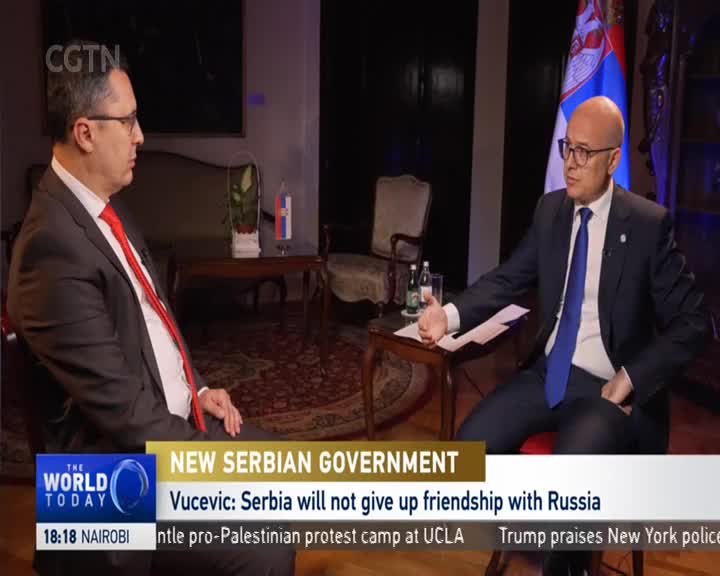 CGTN
NEW SERBIAN GOVERNMENT
THE
WORLD
TODAY
Vucevic: Serbia will not give up friendship with Russia
18:18 NAIROBI
ntle pro-Palestinian protest camp at UCLA Trump praises New York police